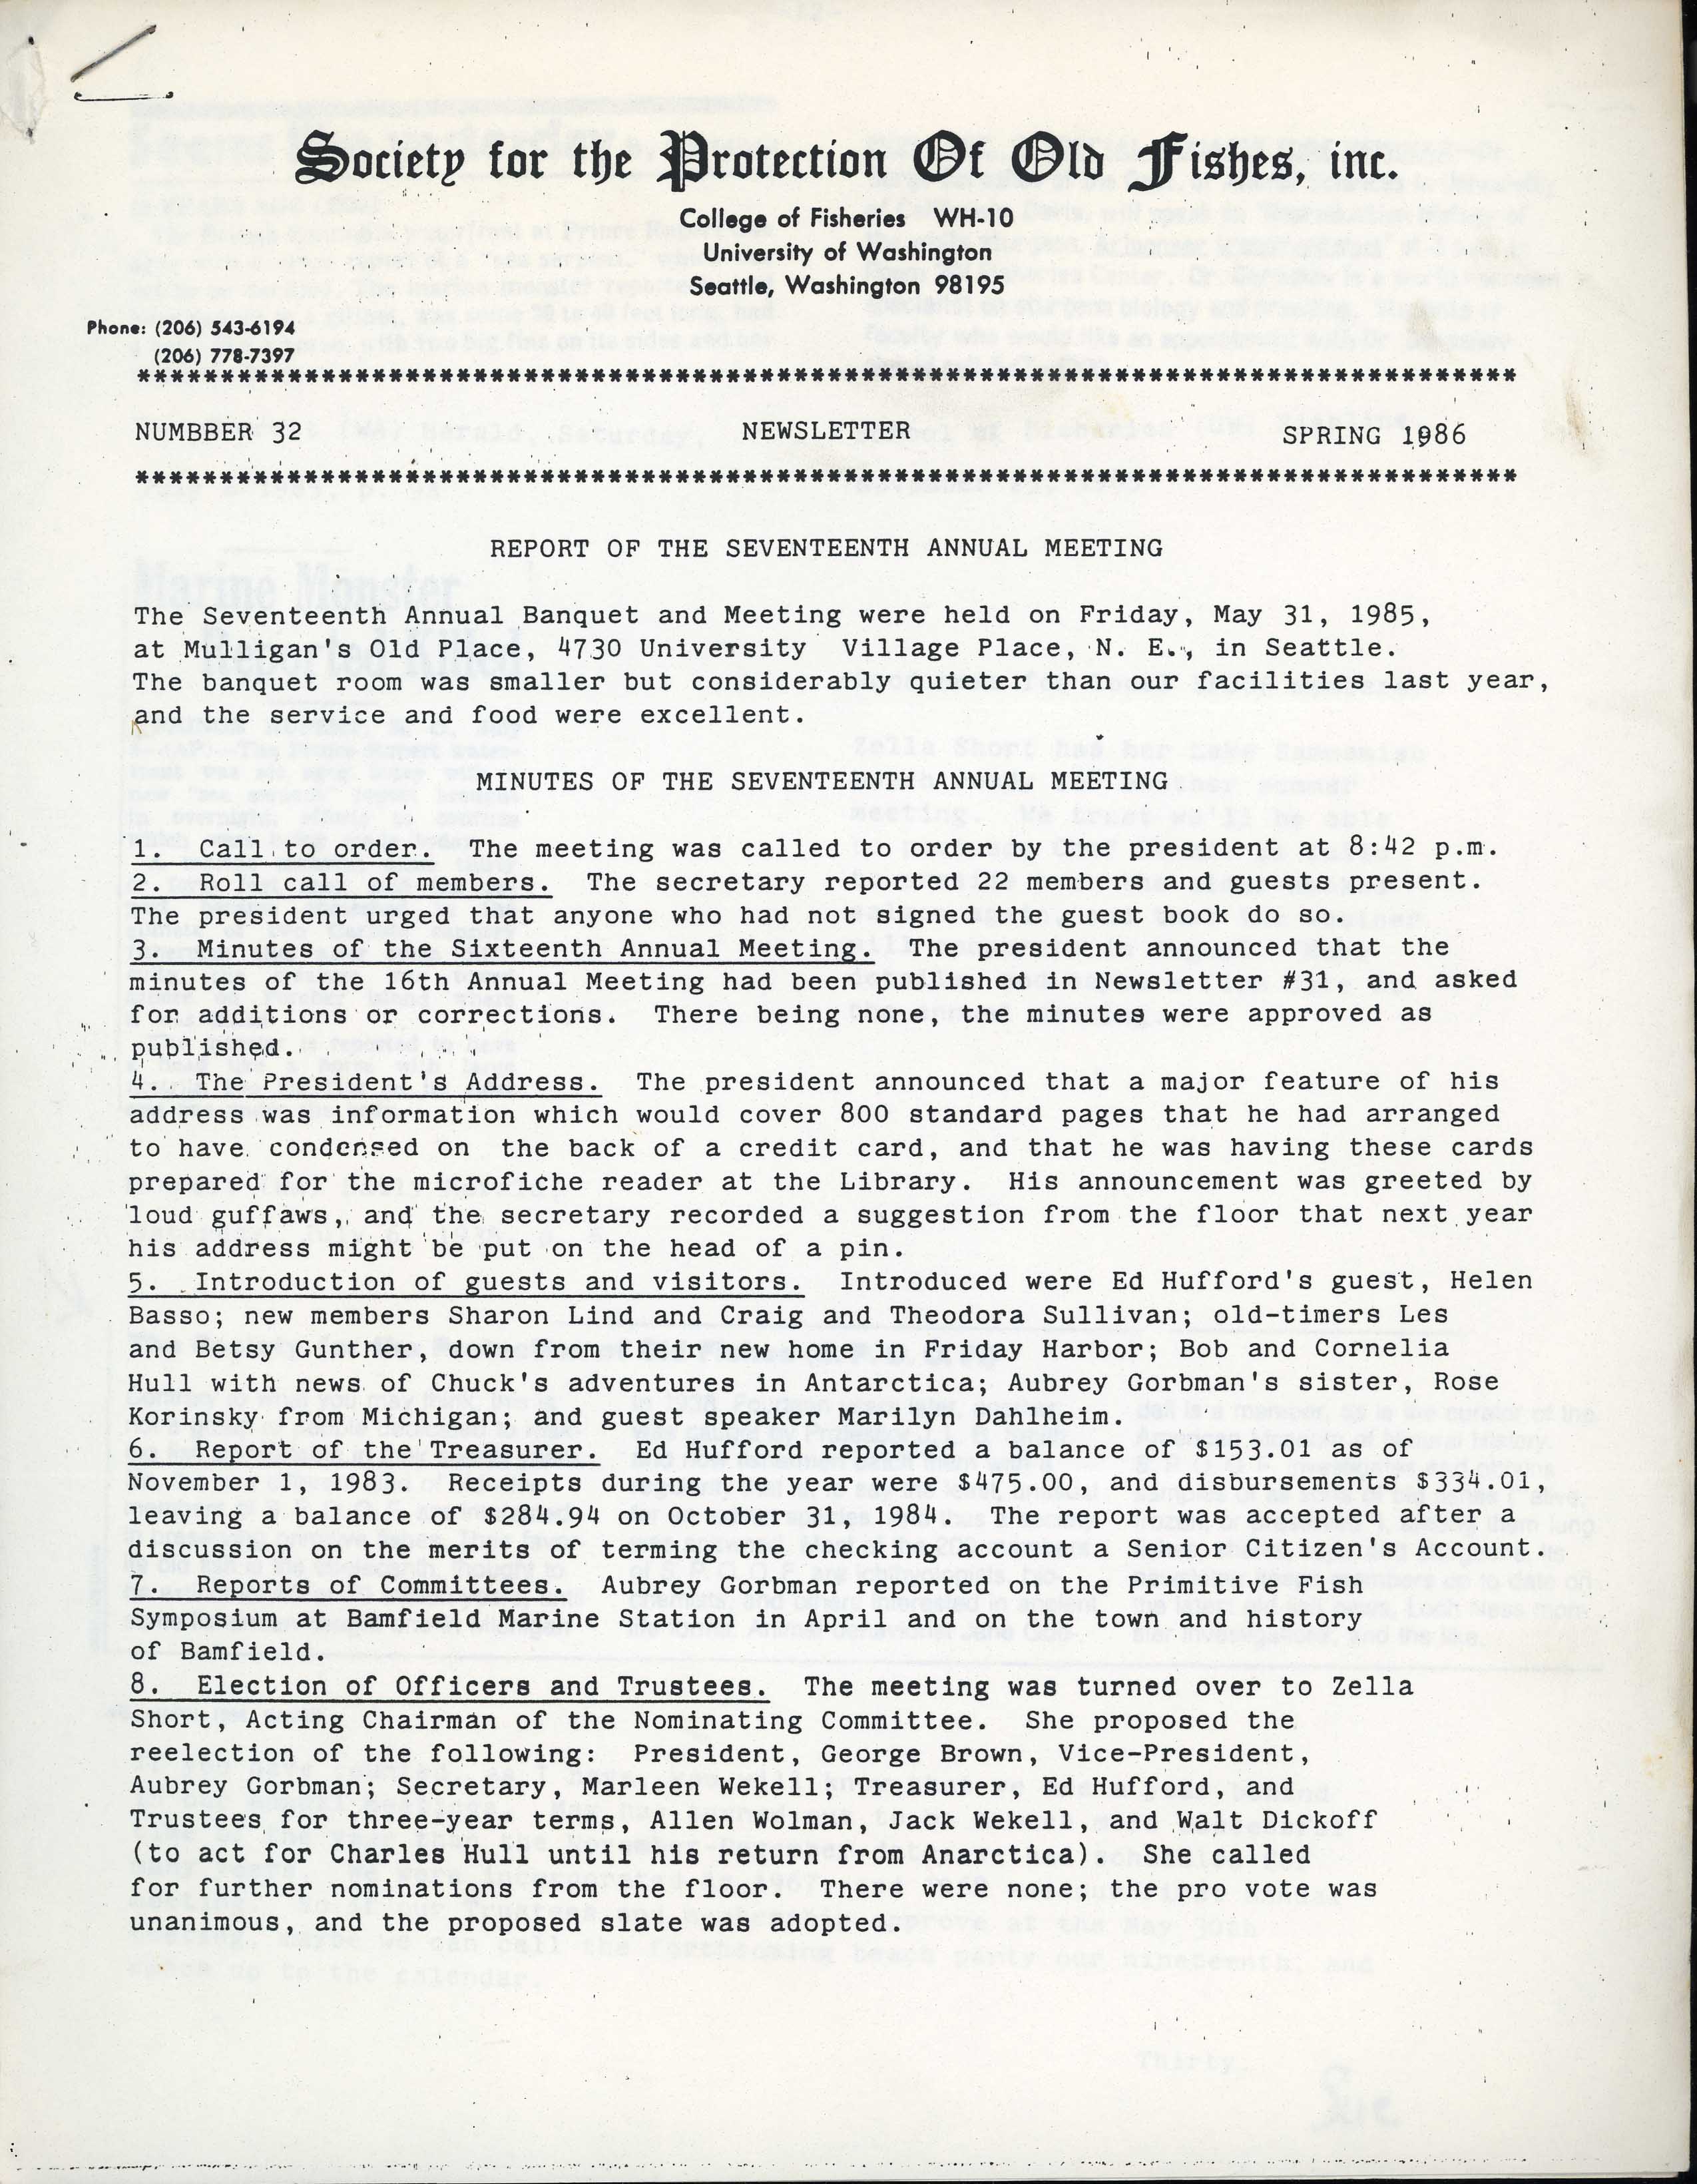 Society for the Protection Of Old Fishes, inc.
College of Fisheries WH-10
University of Washington
Seattle, Washington 98195
Phone: (206) 543-6194
(206) 778-7397
**********************************************************************************
NUMBBER 32 NEWSLETTER SPRING 1986
**********************************************************************************
REPORT OF THE SEVENTEENTH ANNUAL MEETING
The Seventeenth Annual Banquet and Meeting were held on Friday, May 31, 1985,
at Mulligan's Old Place, 4730 University Village Place, N. E., in Seattle.
The banquet room was smaller but considerably quieter than our facilities last year,
and the service and food were excellent.
MINUTES OF THE SEVENTEENTH ANNUAL MEETING
1. Call to order. The meeting was called to order by the president at 8:42 p.m.
2. Roll call of members. The secretary reported 22 members and guests present.
The president urged that anyone who had not signed the guest book do so.
3. Minutes of the Sixteenth Annual Meeting. The president announced that the
minutes of the 16th Annual Meeting had been published in Newsletter #31, and asked
for additions or corrections. There being none, the minutes were approved as
published.
4. The President's Address. The president announced that a major feature of his
address was information which would cover 800 standard pages that he had arranged
to have condensed on the back of a credit card, and that he was having these cards
prepared for the microfiche reader at the Library. His announcement was greeted by
loud guffaws, and the secretary recorded a suggestion from the floor that next year
his address might be put on the head of a pin.
5. Introduction of guests and visitors. Introduced were Ed Hufford's guest, Helen
Basso; new members Sharon Lind and Craig and Theodora Sullivan; old-timers Les
and Betsy Gunther, down from their new home in Friday Harbor; Bob and Cornelia
Hull with news of Chuck's adventures in Antarctica; Aubrey Gorbman's sister, Rose
Korinsky from Michigan; and guest speaker Marilyn Dahlheim.
6. Report of the Treasurer. Ed Hufford reported a balance of $153.01 as of
November 1, 1983. Receipts during the year were $475.00, and disbursements $334.01,
leaving a balance of $284.94 on October 31, 1984. The report was accepted after a
discussion on the merits of terming the checking account a Senior Citizen's Account.
7. Reports of Committees. Aubrey Gorbman reported on the Primitive Fish
Symposium at Bamfield Marine Station in April and on the town and history
of Bamfield.
8. Election of Officers and Trustees. The meeting was turned over to Zella
Short, Acting Chairman of the Nominating Committee. She proposed the
reelection of the following: President, George Brown, Vice-President,
Aubrey Gorbman; Secretary, Marleen Wekell; Treasurer, Ed Hufford, and
Trustees for three-year terms, Allen Wolman, Jack Wekell, and Walt Dickoff
(to act for Charles Hull until his return from Anarctica). She called
for further nominations from the floor. There were none; the pro vote was
unanimous, and the proposed slate was adopted.